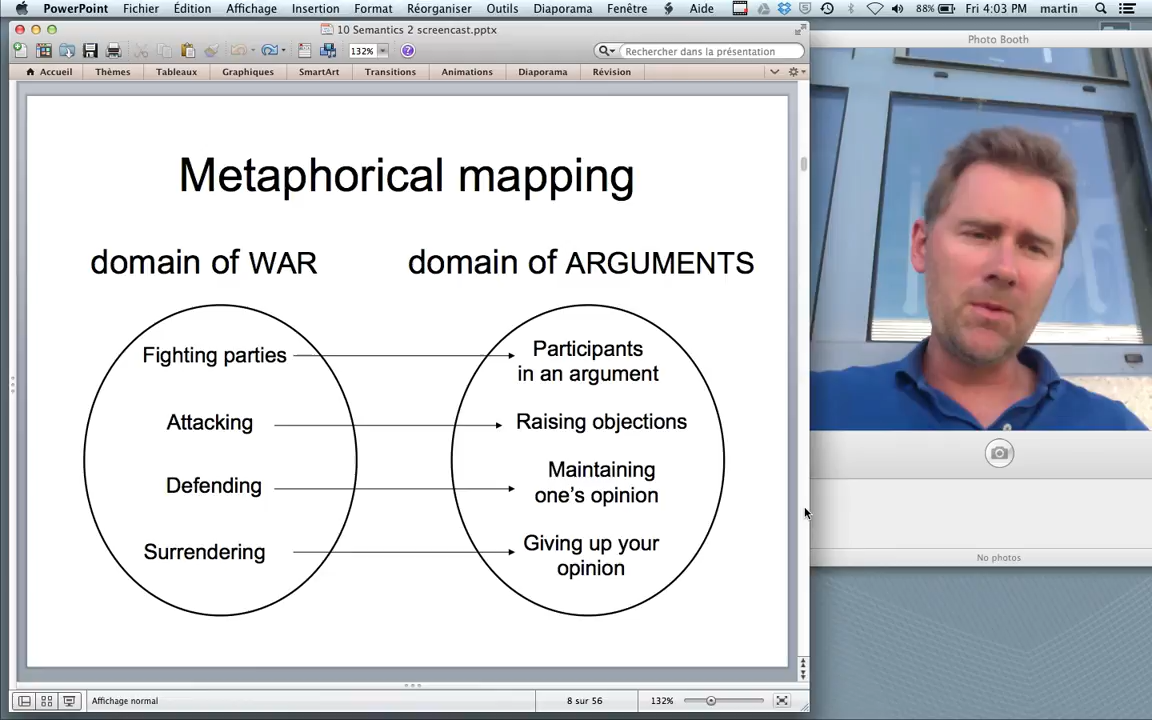 PowerPoint Fichier Édition Affichage Insertion Format Réorganiser Outils Diaporama Fenêtre Aide 88% Fri 4:03 PM martin
10 Semantics 2 screencast.pptx
Photo Booth
132% Rechercher dans la présentation
Accueil Thèmes Tableaux Graphiques SmartArt Transitions Animations Diaporama Révision
Metaphorical mapping
domain of WAR domain of ARGUMENTS
Fighting parties
Participants
in an argument
Attacking Raising objections
Defending
Maintaining
one's opinion
Surrendering
Giving up your
opinion
No photos
Affichage normal 8 sur 56 132%